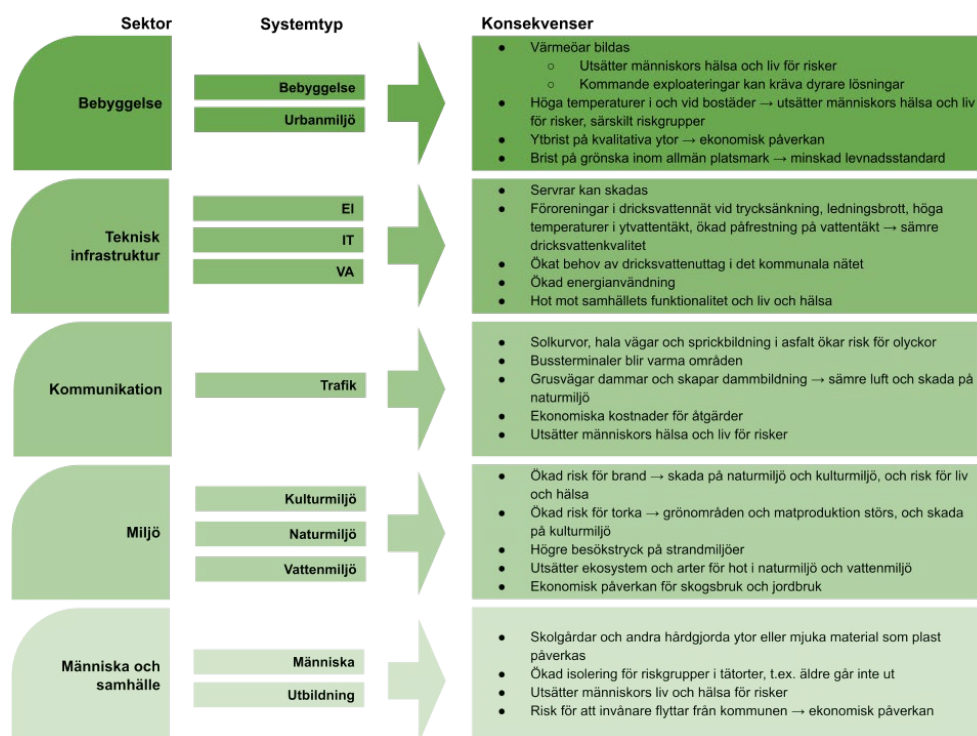 Sektor
Systemtyp
Konsekvenser
Bebyggelse
Bebyggelse
Urbanmiljö
● Värmeöar bildas
○ Utsätter människors hälsa och liv för risker
○ Kommande exploateringar kan kräva dyrare lösningar
● Höga temperaturer i och vid bostäder → utsätter människors hälsa och liv
för risker, särskilt riskgrupper
● Ytbrist på kvalitativa ytor → ekonomisk påverkan
● Brist på grönska inom allmän platsmark → minskad levnadsstandard
Teknisk
infrastruktur
El
IT
VA
● Servrar kan skadas
● Föroreningar i dricksvattennät vid trycksänkning, ledningsbrott, höga
temperaturer i ytvattentäkt, ökad påfrestning på vattentäkt → sämre
dricksvattenkvalitet
● Ökat behov av dricksvattenuttag i det kommunala nätet
● Ökad energianvändning
● Hot mot samhällets funktionalitet och liv och hälsa
Kommunikation
Trafik
● Solkurvor, hala vägar och sprickbildning i asfalt ökar risk för olyckor
● Bussterminaler blir varma områden
● Grusvägar dammar och skapar dammbildning → sämre luft och skada på
naturmiljö
● Ekonomiska kostnader för åtgärder
● Utsätter människors hälsa och liv för risker
Miljö
Kulturmiljö
Naturmiljö
Vattenmiljö
● Ökad risk för brand → skada på naturmiljö och kulturmiljö, och risk för liv
och hälsa
● Ökad risk för torka → grönområden och matproduktion störs, och skada
på kulturmiljö
● Högre besökstryck på strandmiljöer
● Utsätter ekosystem och arter för hot i naturmiljö och vattenmiljö
● Ekonomisk påverkan för skogsbruk och jordbruk
Människa och
samhälle
Människa
Utbildning
● Skolgårdar och andra hårdgjorda ytor eller mjuka material som plast
påverkas
● Ökad isolering för riskgrupper i tätorter, t.ex. äldre går inte ut
● Utsätter människors liv och hälsa för risker
● Risk för att invånare flyttar från kommunen → ekonomisk påverkan